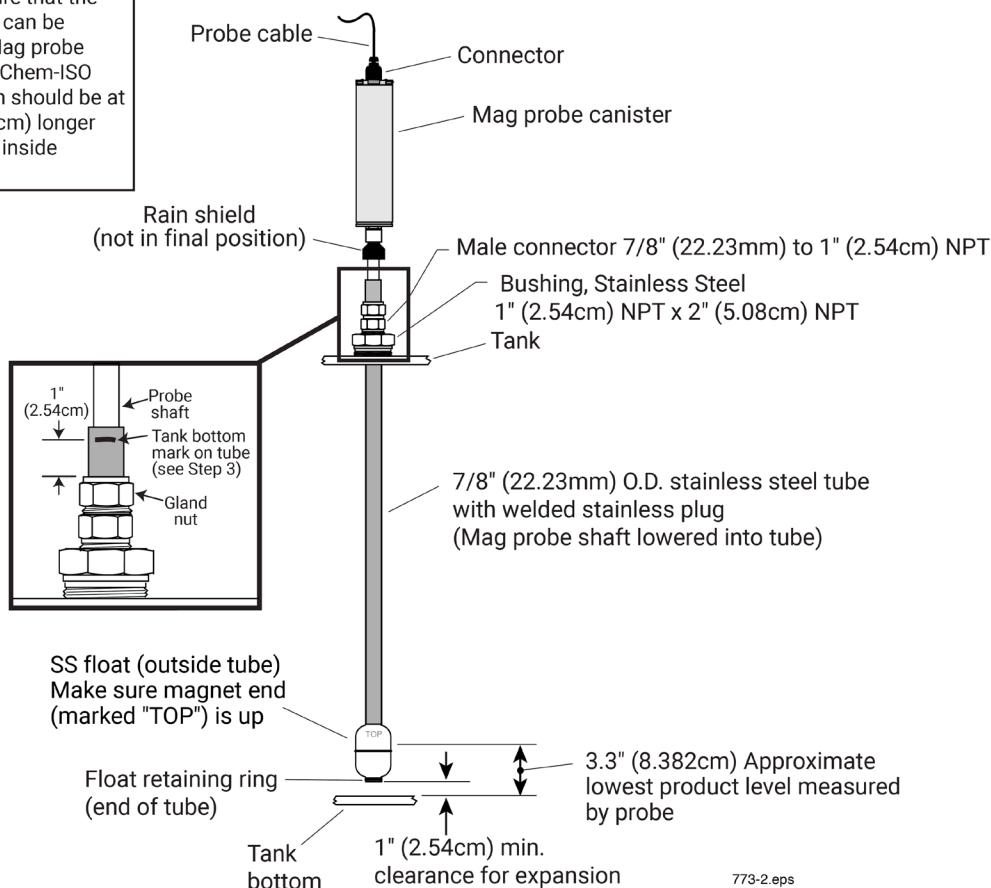 re that the
can be
lag probe
Chem-ISO
n should be at
cm) longer
inside
Probe cable
Connector
Mag probe canister
Rain shield
(not in final position)
Male connector 7/8" (22.23mm) to 1" (2.54cm) NPT
Bushing, Stainless Steel
1" (2.54cm) NPT x 2" (5.08cm) NPT
Tank
1"
(2.54cm)
Probe
shaft
Tank bottom
mark on tube
(see Step 3)
Gland
nut
7/8" (22.23mm) O.D. stainless steel tube
with welded stainless plug
(Mag probe shaft lowered into tube)
SS float (outside tube)
Make sure magnet end
(marked "TOP") is up
TOP
Float retaining ring
(end of tube)
3.3" (8.382cm) Approximate
lowest product level measured
by probe
Tank
bottom
1" (2.54cm) min.
clearance for expansion
773-2.eps